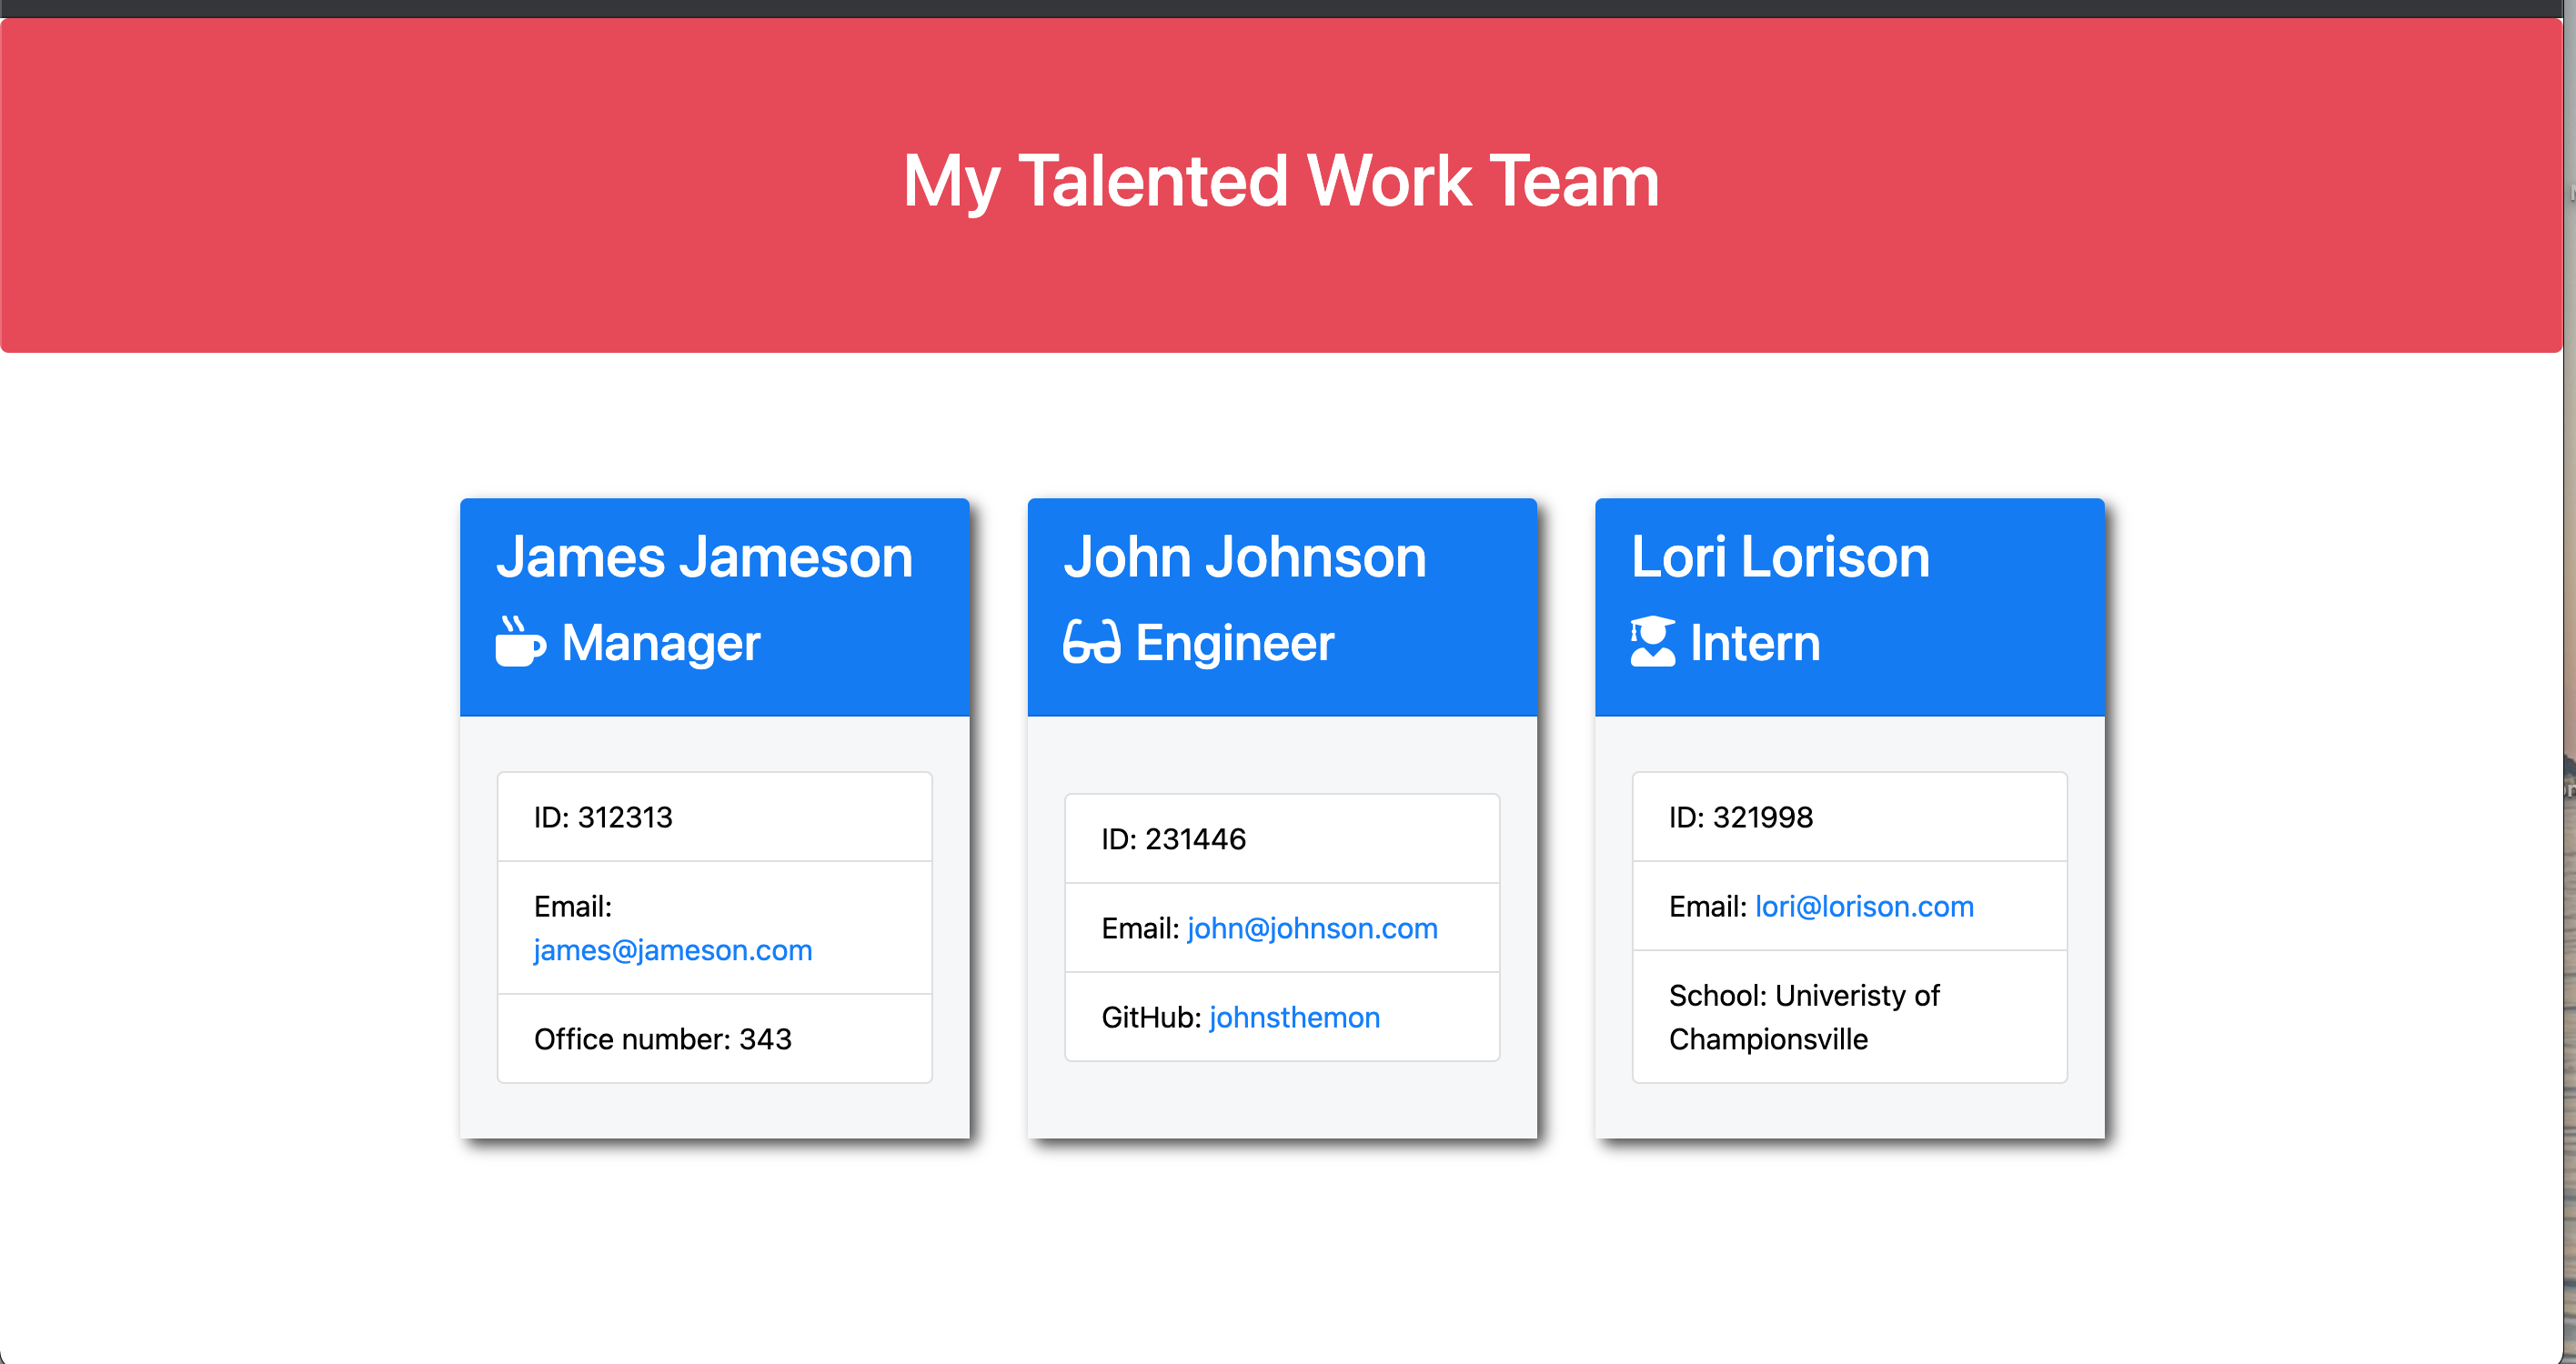 My Talented Work Team
James Jameson
Manager
ID: 312313
Email:
james@jameson.com
Office number: 343
John Johnson
Engineer
ID: 231446
Email: john@johnson.com
GitHub: johnsthemon
Lori Lorison
Intern
ID: 321998
Email: lori@lorison.com
School: Univeristy of
Championsville